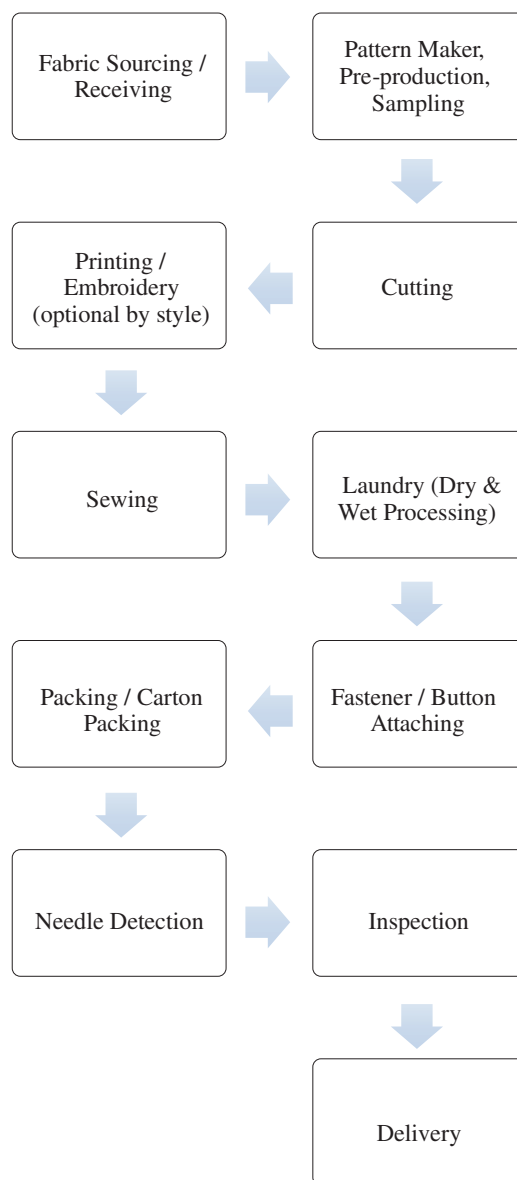 Fabric Sourcing /
Receiving
Pattern Maker,
Pre-production,
Sampling
Cutting
Printing /
Embroidery
(optional by style)
Sewing
Laundry (Dry &
Wet Processing)
Fastener / Button
Attaching
Packing / Carton
Packing
Needle Detection
Inspection
Delivery